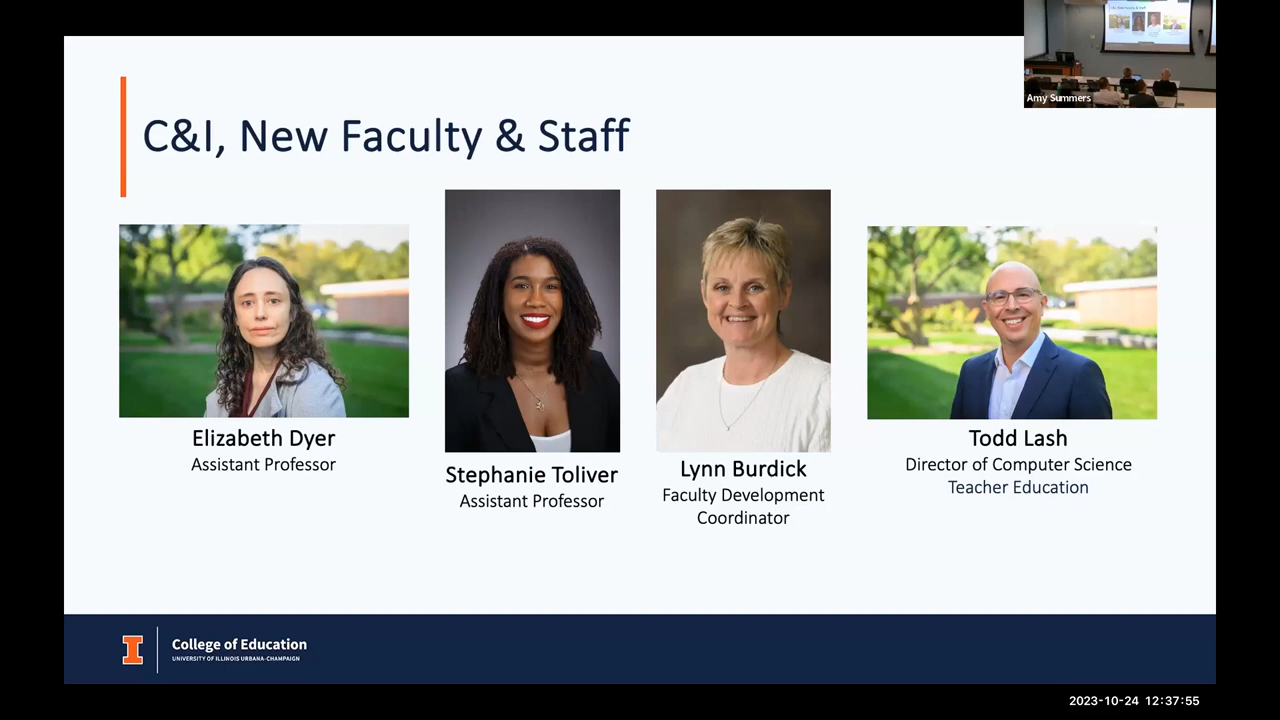 Amy Summers
C&I, New Faculty & Staff
Elizabeth Dyer
Assistant Professor
Stephanie Toliver
Assistant Professor
Lynn Burdick
Faculty Development
Coordinator
Todd Lash
Director of Computer Science
Teacher Education
I
College of Education
UNIVERSITY OF ILLINOIS URBANA-CHAMPAIGN
2023-10-24 12:37:55